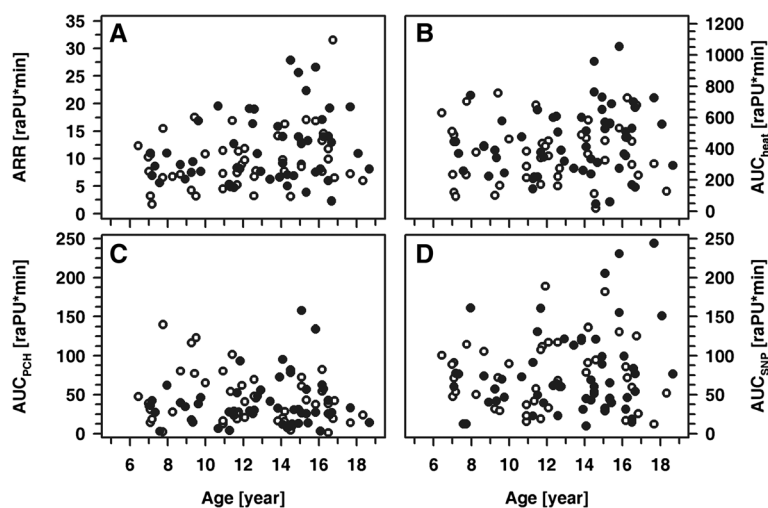 A
B
35
30
25
20
15
10
5
0
ARR [raPU*min]
1200
1000
800
600
400
200
0
AUCheat [raPU*min]
C
D
250
200
150
100
50
0
AUCPCH [raPU*min]
250
200
150
100
50
0
AUCSNP [raPU*min]
6 8 10 12 14 16 18
6 8 10 12 14 16 18
Age [year]
Age [year]